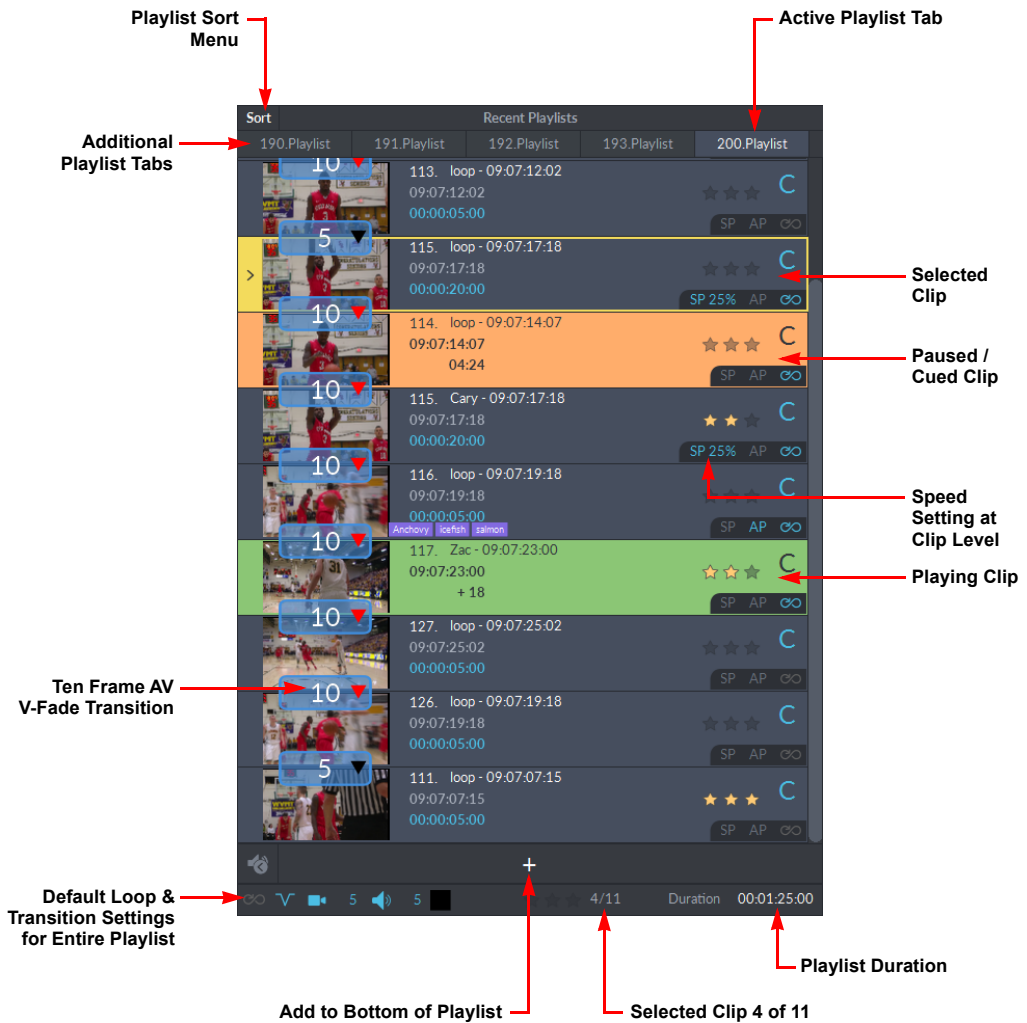 Playlist Sort
Menu
Active Playlist Tab
Sort
Recent Playlists
Additional
Playlist Tabs
190.Playlist
191.Playlist
192.Playlist
193.Playlist
200.Playlist
10
113. loop - 09:07:12:02
09:07:12:02
00:00:05:00
C
SP AP
5
115. loop - 09:07:17:18
09:07:17:18
00:00:20:00
C
SP 25% AP
Selected
Clip
10
114. loop - 09:07:14:07
09:07:14:07
04:24
C
SP AP
Paused /
Cued Clip
10
115. Cary - 09:07:17:18
09:07:17:18
00:00:20:00
C
SP 25% AP
10
116. loop - 09:07:19:18
09:07:19:18
00:00:05:00
C
SP AP
Anchovy icefish salmon
Speed
Setting at
Clip Level
10
117. Zac - 09:07:23:00
09:07:23:00
+ 18
C
SP AP
31
Playing Clip
10
127. loop - 09:07:25:02
09:07:25:02
00:00:05:00
C
SP AP
Ten Frame AV
V-Fade Transition
10
126. loop - 09:07:19:18
09:07:19:18
00:00:05:00
C
SP AP
5
111. loop - 09:07:07:15
09:07:07:15
00:00:05:00
C
SP AP
+
Default Loop &
Transition Settings
for Entire Playlist
5
5
4/11
Duration 00:01:25:00
Playlist Duration
Add to Bottom of Playlist
Selected Clip 4 of 11